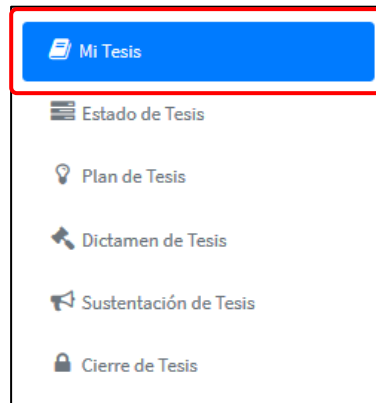 Mi Tesis
Estado de Tesis
Plan de Tesis
Dictamen de Tesis
Sustentación de Tesis
Cierre de Tesis